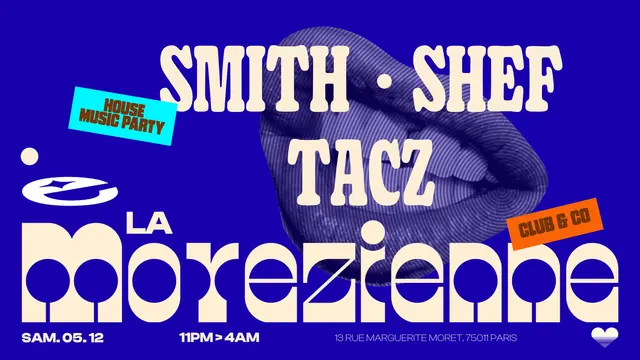 SMITH · SHEF
HOUSE
MUSIC PARTY
TACZ
CLUB & CO
LA
Morezienne
SAM. 05. 12
11PM > 4AM
13 RUE MARGUERITE MORET, 75011 PARIS